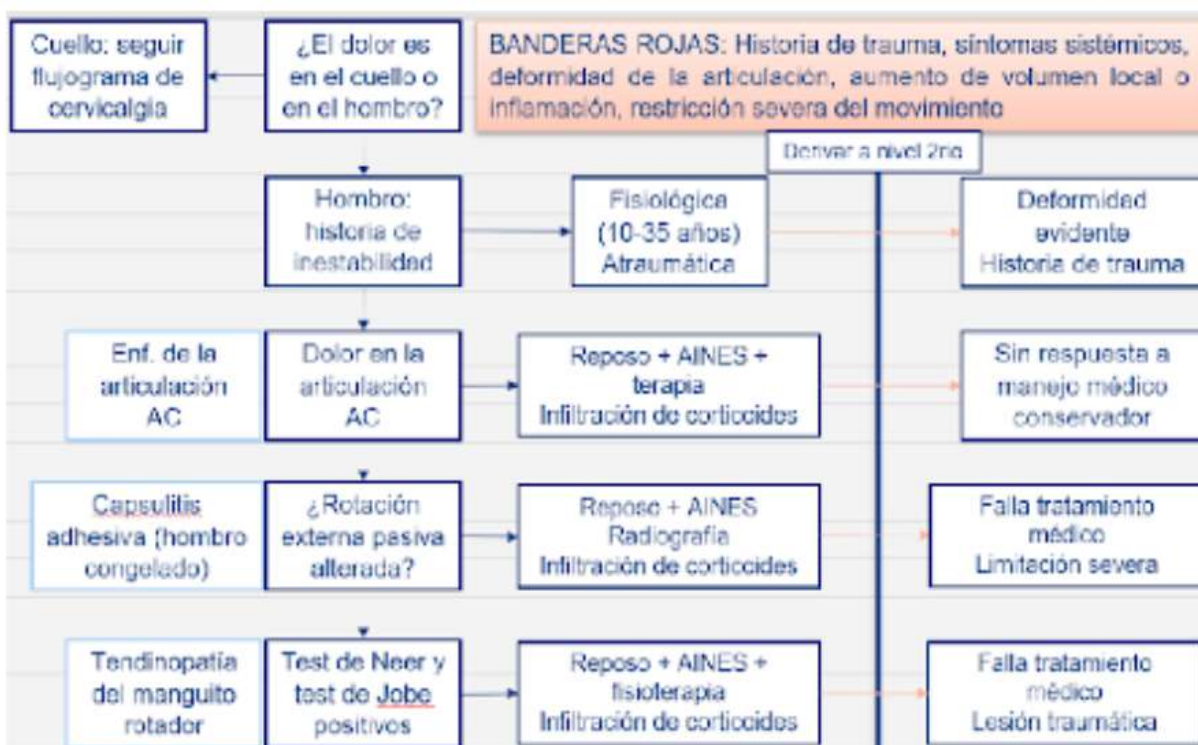 Cuello: seguir
flujograma de
cervicalgia
¿El dolor es
en el cuello o
en el hombro?
BANDERAS ROJAS: Historia de trauma, síntomas sistémicos,
deformidad de la articulación, aumento de volumen local o
inflamación, restricción severa del movimiento
Derivar a nivel 2rio
Hombro:
historia de
inestabilidad
Fisiológica
(10-35 años)
Atraumática
Deformidad
evidente
Historia de trauma
Enf. de la
articulación
AC
Dolor en la
articulación
AC
Reposo + AINES +
terapia
Infiltración de corticoides
Sin respuesta a
manejo médico
conservador
Capsulitis
adhesiva (hombro
congelado)
¿Rotación
externa pasiva
alterada?
Reposo + AINES
Radiografía
Infiltración de corticoides
Falla tratamiento
médico
Limitación severa
Tendinopatía
del manguito
rotador
Test de Neer y
test de Jobe
positivos
Reposo + AINES +
fisioterapia
Infiltración de corticoides
Falla tratamiento
médico
Lesión traumática